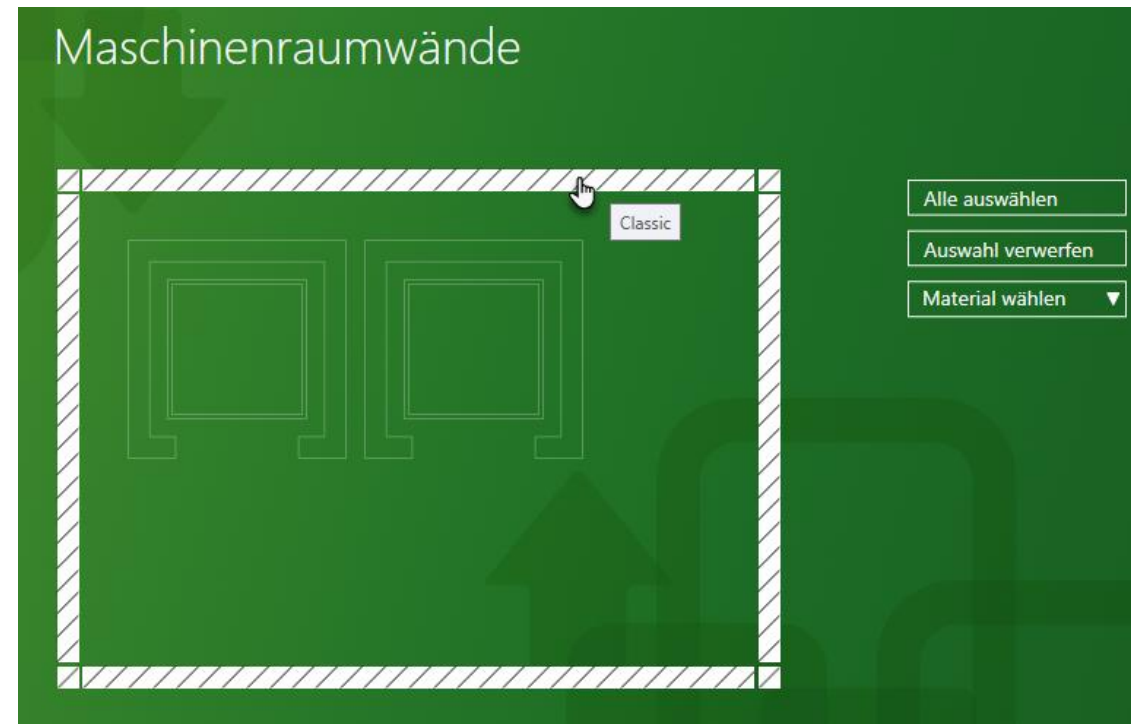 Maschinenraumwände
Classic
Alle auswählen
Auswahl verwerfen
Material wählen ▼